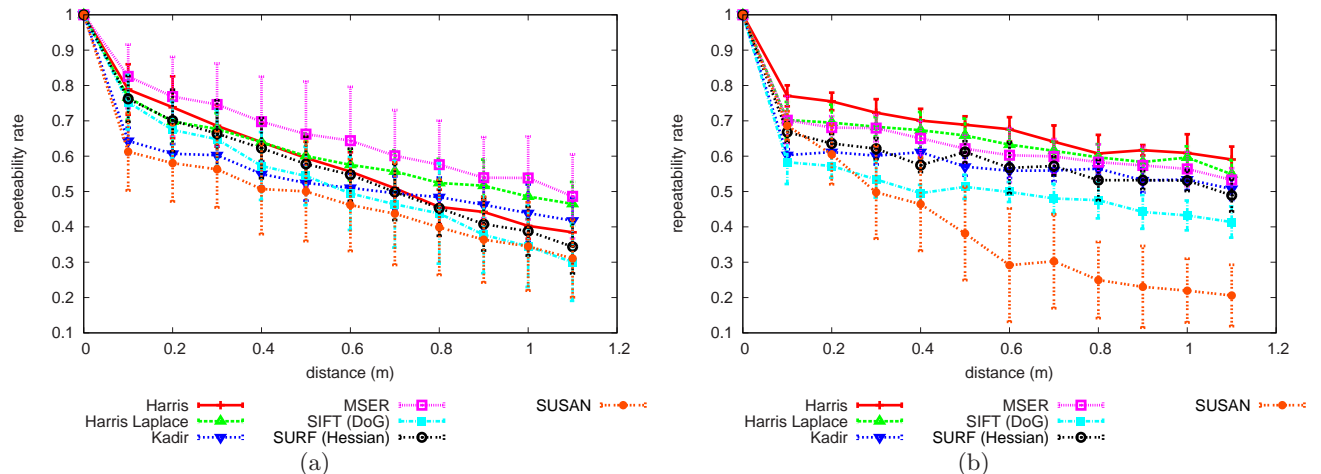 repeteability rate
1
0.9
0.8
0.7
0.6
0.5
0.4
0.3
0.2
0.1
0 0.2 0.4 0.6 0.8 1 1.2
distance (m)
Harris MSER SUSAN
Harris Laplace SIFT (DoG)
Kadir SURF (Hessian)
(a)
repeatability rate
1
0.9
0.8
0.7
0.6
0.5
0.4
0.3
0.2
0.1
0 0.2 0.4 0.6 0.8 1 1.2
distance (m)
Harris MSER SUSAN
Harris Laplace SIFT (DoG)
Kadir SURF (Hessian)
(b)